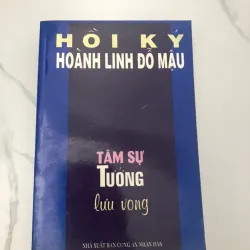 HỒI KÝ
HOÀNH LINH ĐỖ MẬU
TÂM SỰ
TƯỚNG
lưu vong
NHÀ XUẤT BẢN CÔNG AN NHÂN DÂN